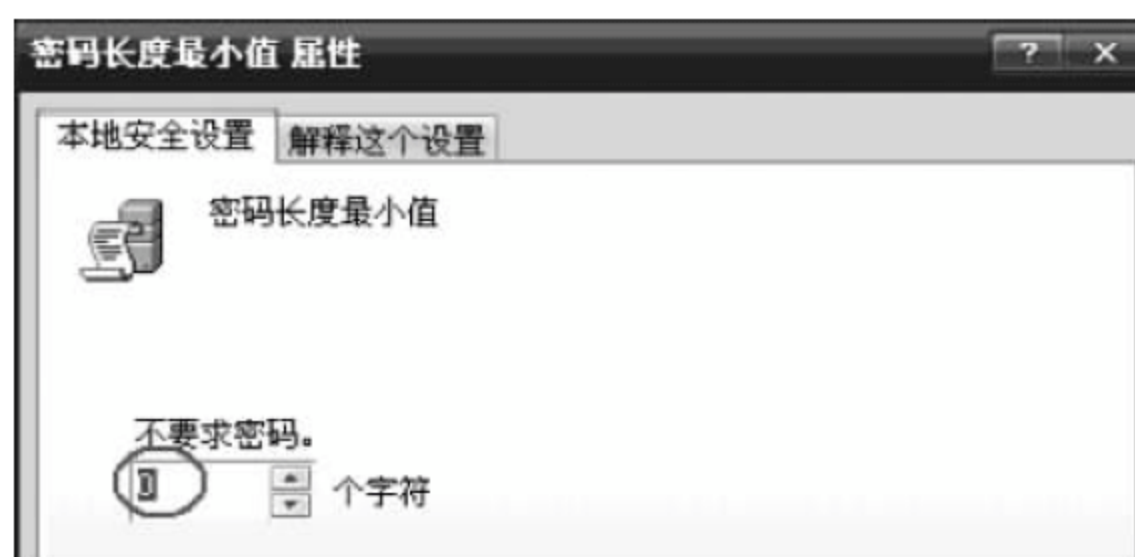 密码长度最小值 属性
本地安全设置 解释这个设置
密码长度最小值
不要求密码。
0 个字符